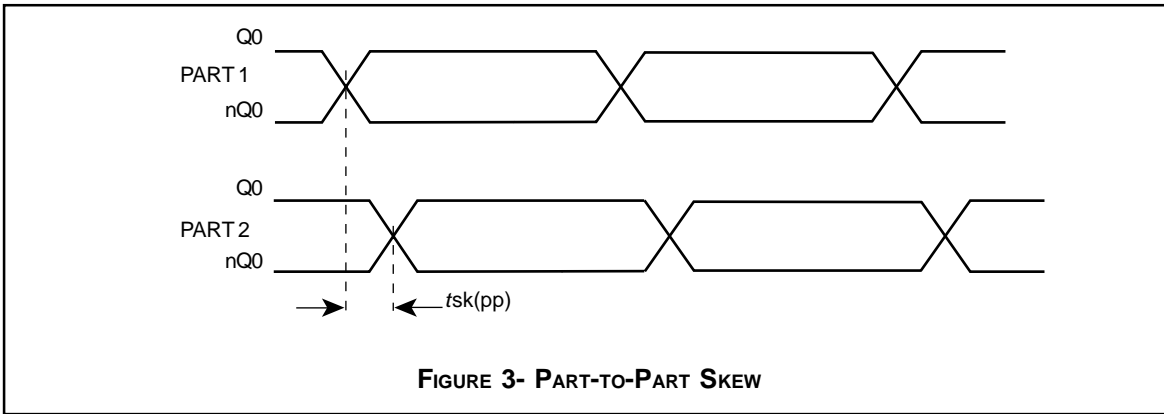 Q0
PART 1
nQ0
Q0
PART 2
nQ0
tsk(pp)
FIGURE 3- PART-TO-PART SKEW